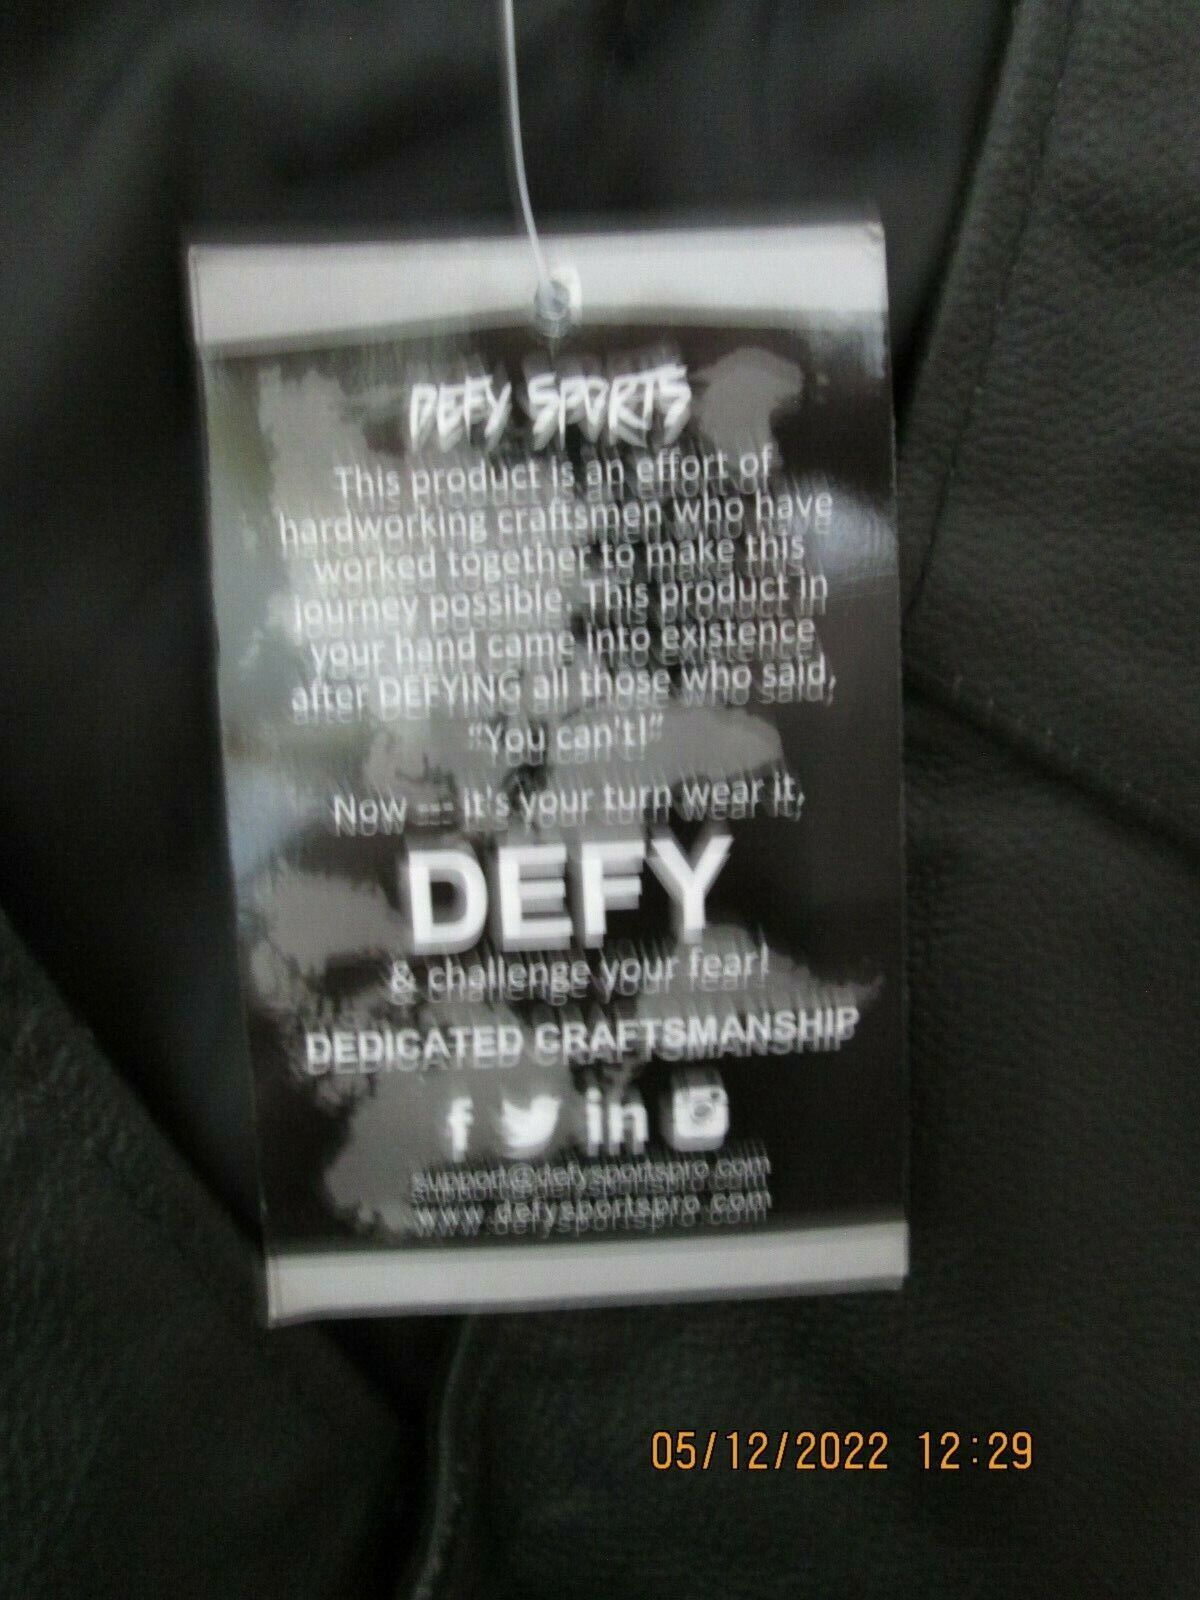 DEFY SPORTS
This product is an effort of
hardworking craftsmen who have
worked together to make this
journey possible. This product in
your hand came into existence
after DEFYING all those who said,
"You can't!"
Now --- it's your turn wear it,
DEFY
& challenge your fear!
DEDICATED CRAFTSMANSHIP
f in
support@defysportspro.com
www.defysportspro.com
05/12/2022 12:29